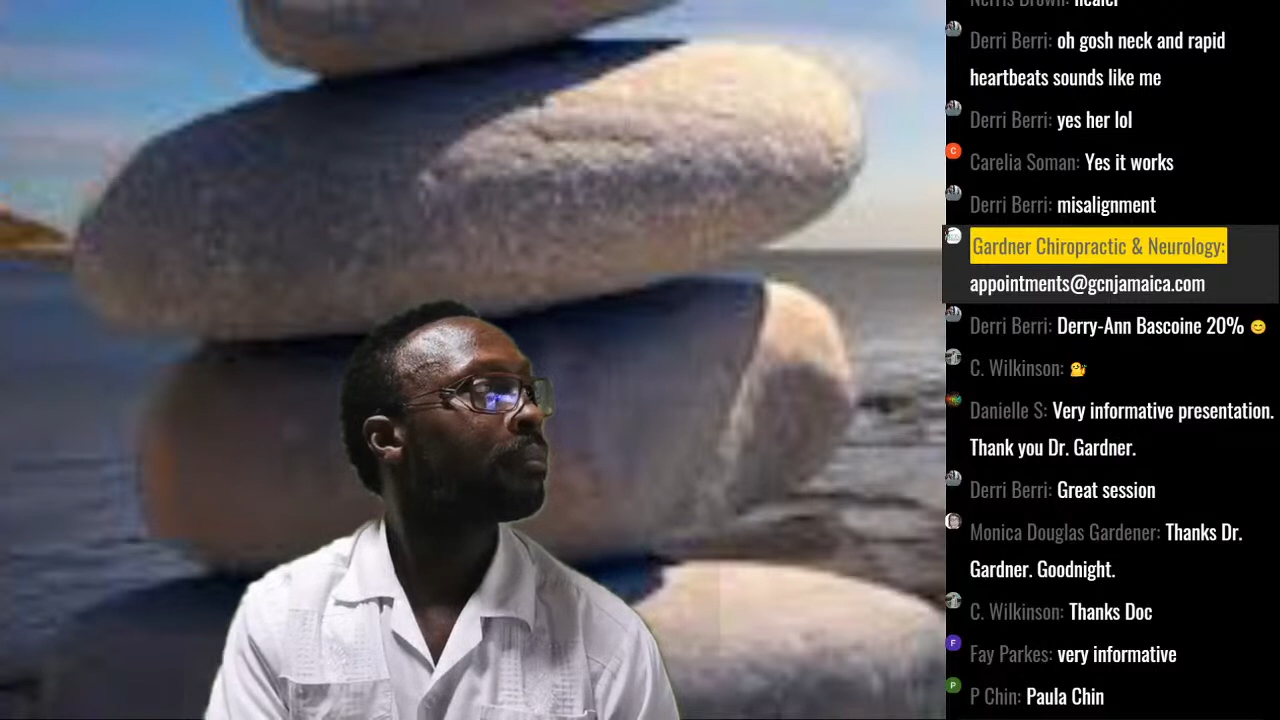 Nerris Brown: healer
Derri Berri: oh gosh neck and rapid
heartbeats sounds like me
Derri Berri: yes her lol
Carelia Soman: Yes it works
Derri Berri: misalignment
Gardner Chiropractic & Neurology:
appointments@gcnjamaica.com
Derri Berri: Derry-Ann Bascoine 20% 😊
C. Wilkinson:
Danielle S: Very informative presentation.
Thank you Dr. Gardner.
Derri Berri: Great session
Monica Douglas Gardener: Thanks Dr.
Gardner. Goodnight.
C. Wilkinson: Thanks Doc
Fay Parkes: very informative
P Chin: Paula Chin